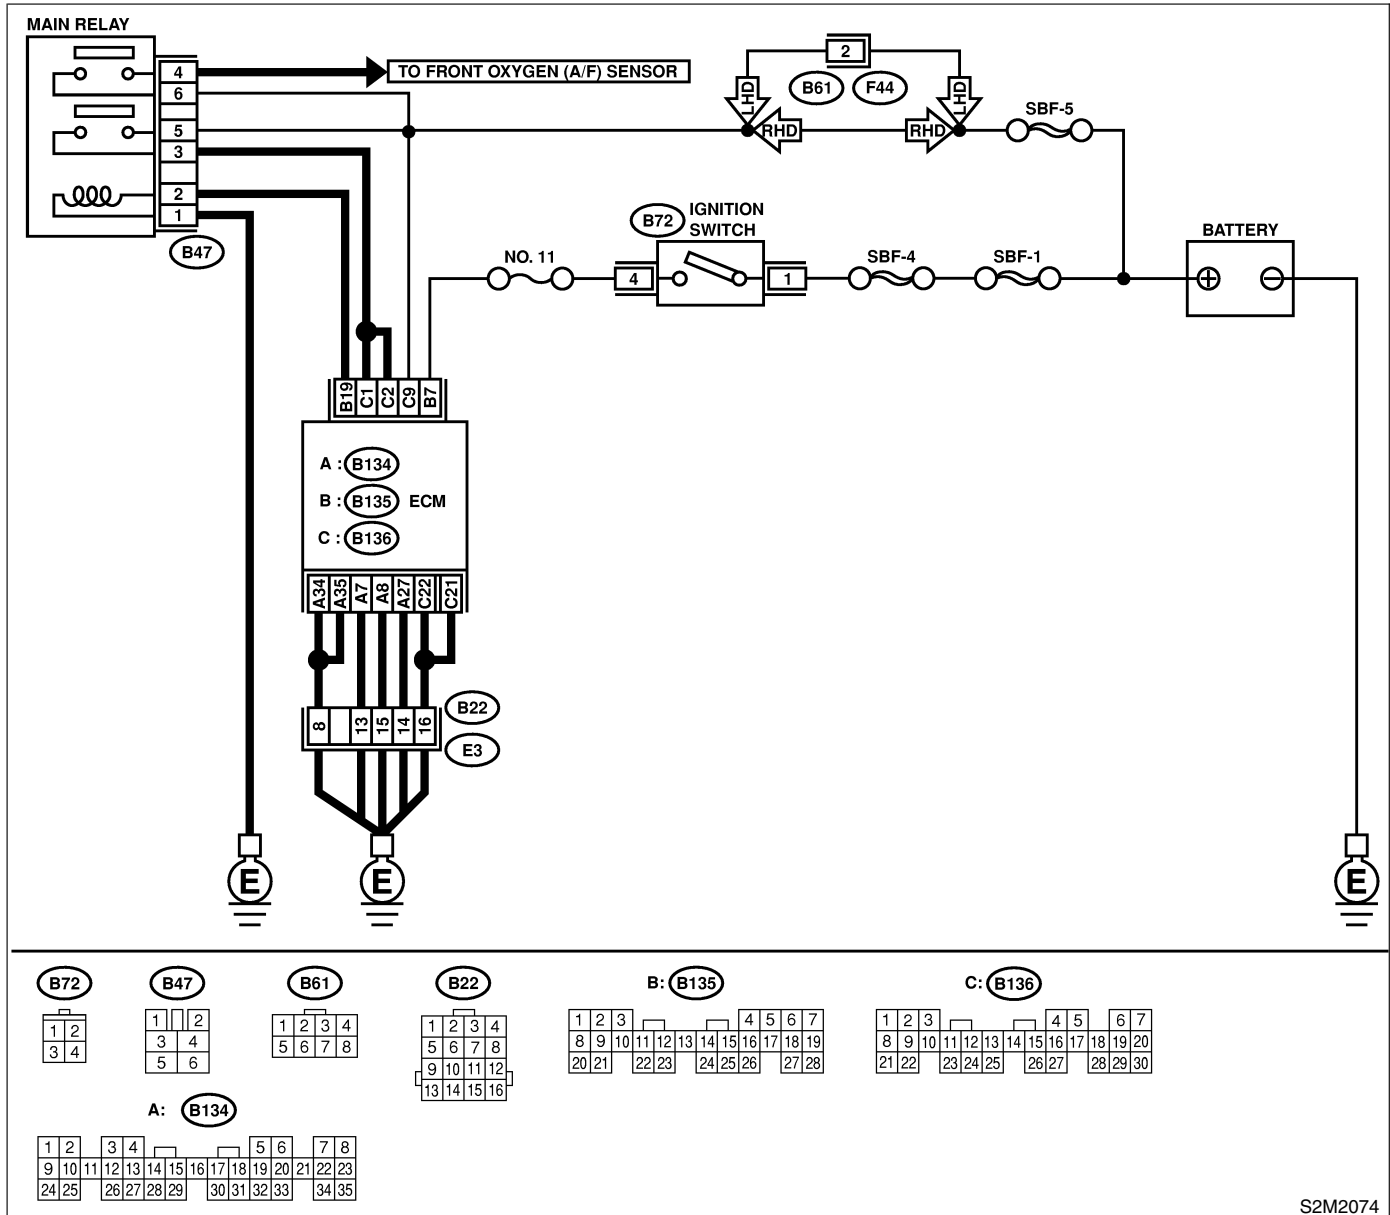 MAIN RELAY
4
6
5
3
2
1
B47
TO FRONT OXYGEN (A/F) SENSOR
2
B61
F44
LHD
LHD
RHD
RHD
SBF-5
B72
IGNITION
SWITCH
NO. 11
4
1
SBF-4
SBF-1
BATTERY
B19
C1
C2
C9
B7
A : B134
B : B135 ECM
C : B136
A34
A35
A7
A8
A27
C22
C21
8
13
15
14
16
B22
E3
E
E
E
B72
1 2
3 4
B47
1 2
3 4
5 6
B61
1 2 3 4
5 6 7 8
B22
1 2 3 4
5 6 7 8
9 10 11 12
13 14 15 16
B: B135
1 2 3 4 5 6 7
8 9 10 11 12 13 14 15 16 17 18 19
20 21 22 23 24 25 26 27 28
C: B136
1 2 3 4 5 6 7
8 9 10 11 12 13 14 15 16 17 18 19 20
21 22 23 24 25 26 27 28 29 30
A: B134
1 2 3 4 5 6 7 8
9 10 11 12 13 14 15 16 17 18 19 20 21 22 23
24 25 26 27 28 29 30 31 32 33 34 35
S2M2074